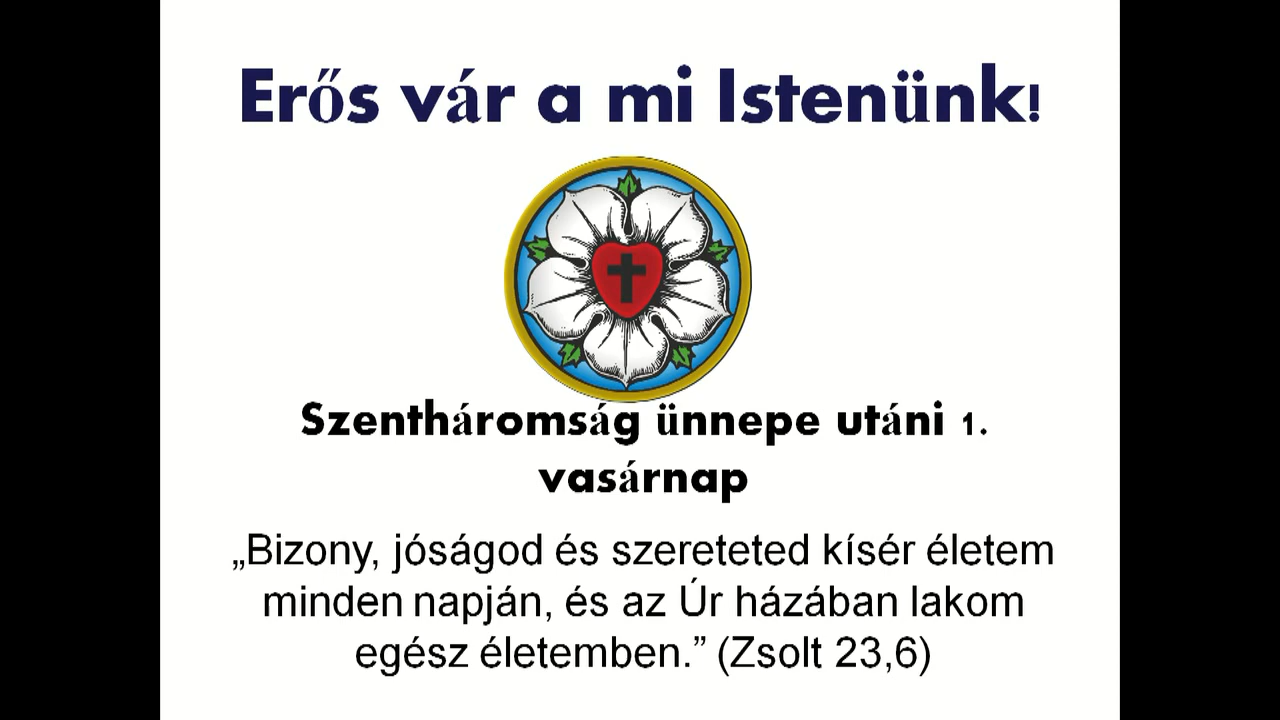 Erős vár a mi Istenünk!
Szentháromság ünnepe utáni 1.
vasárnap
„Bizony, jóságod és szereteted kísér életem
minden napján, és az Úr házában lakom
egész életemben.” (Zsolt 23,6)